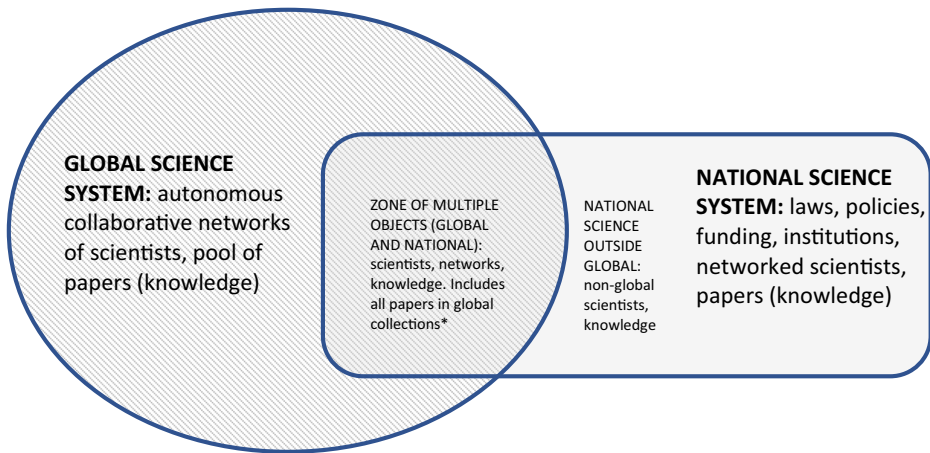 GLOBAL SCIENCE
SYSTEM: autonomous
collaborative networks
of scientists, pool of
papers (knowledge)
ZONE OF MULTIPLE
OBJECTS (GLOBAL
AND NATIONAL):
scientists, networks,
knowledge. Includes
all papers in global
collections*
NATIONAL
SCIENCE
OUTSIDE
GLOBAL:
non-global
scientists,
knowledge
NATIONAL SCIENCE
SYSTEM: laws, policies,
funding, institutions,
networked scientists,
papers (knowledge)